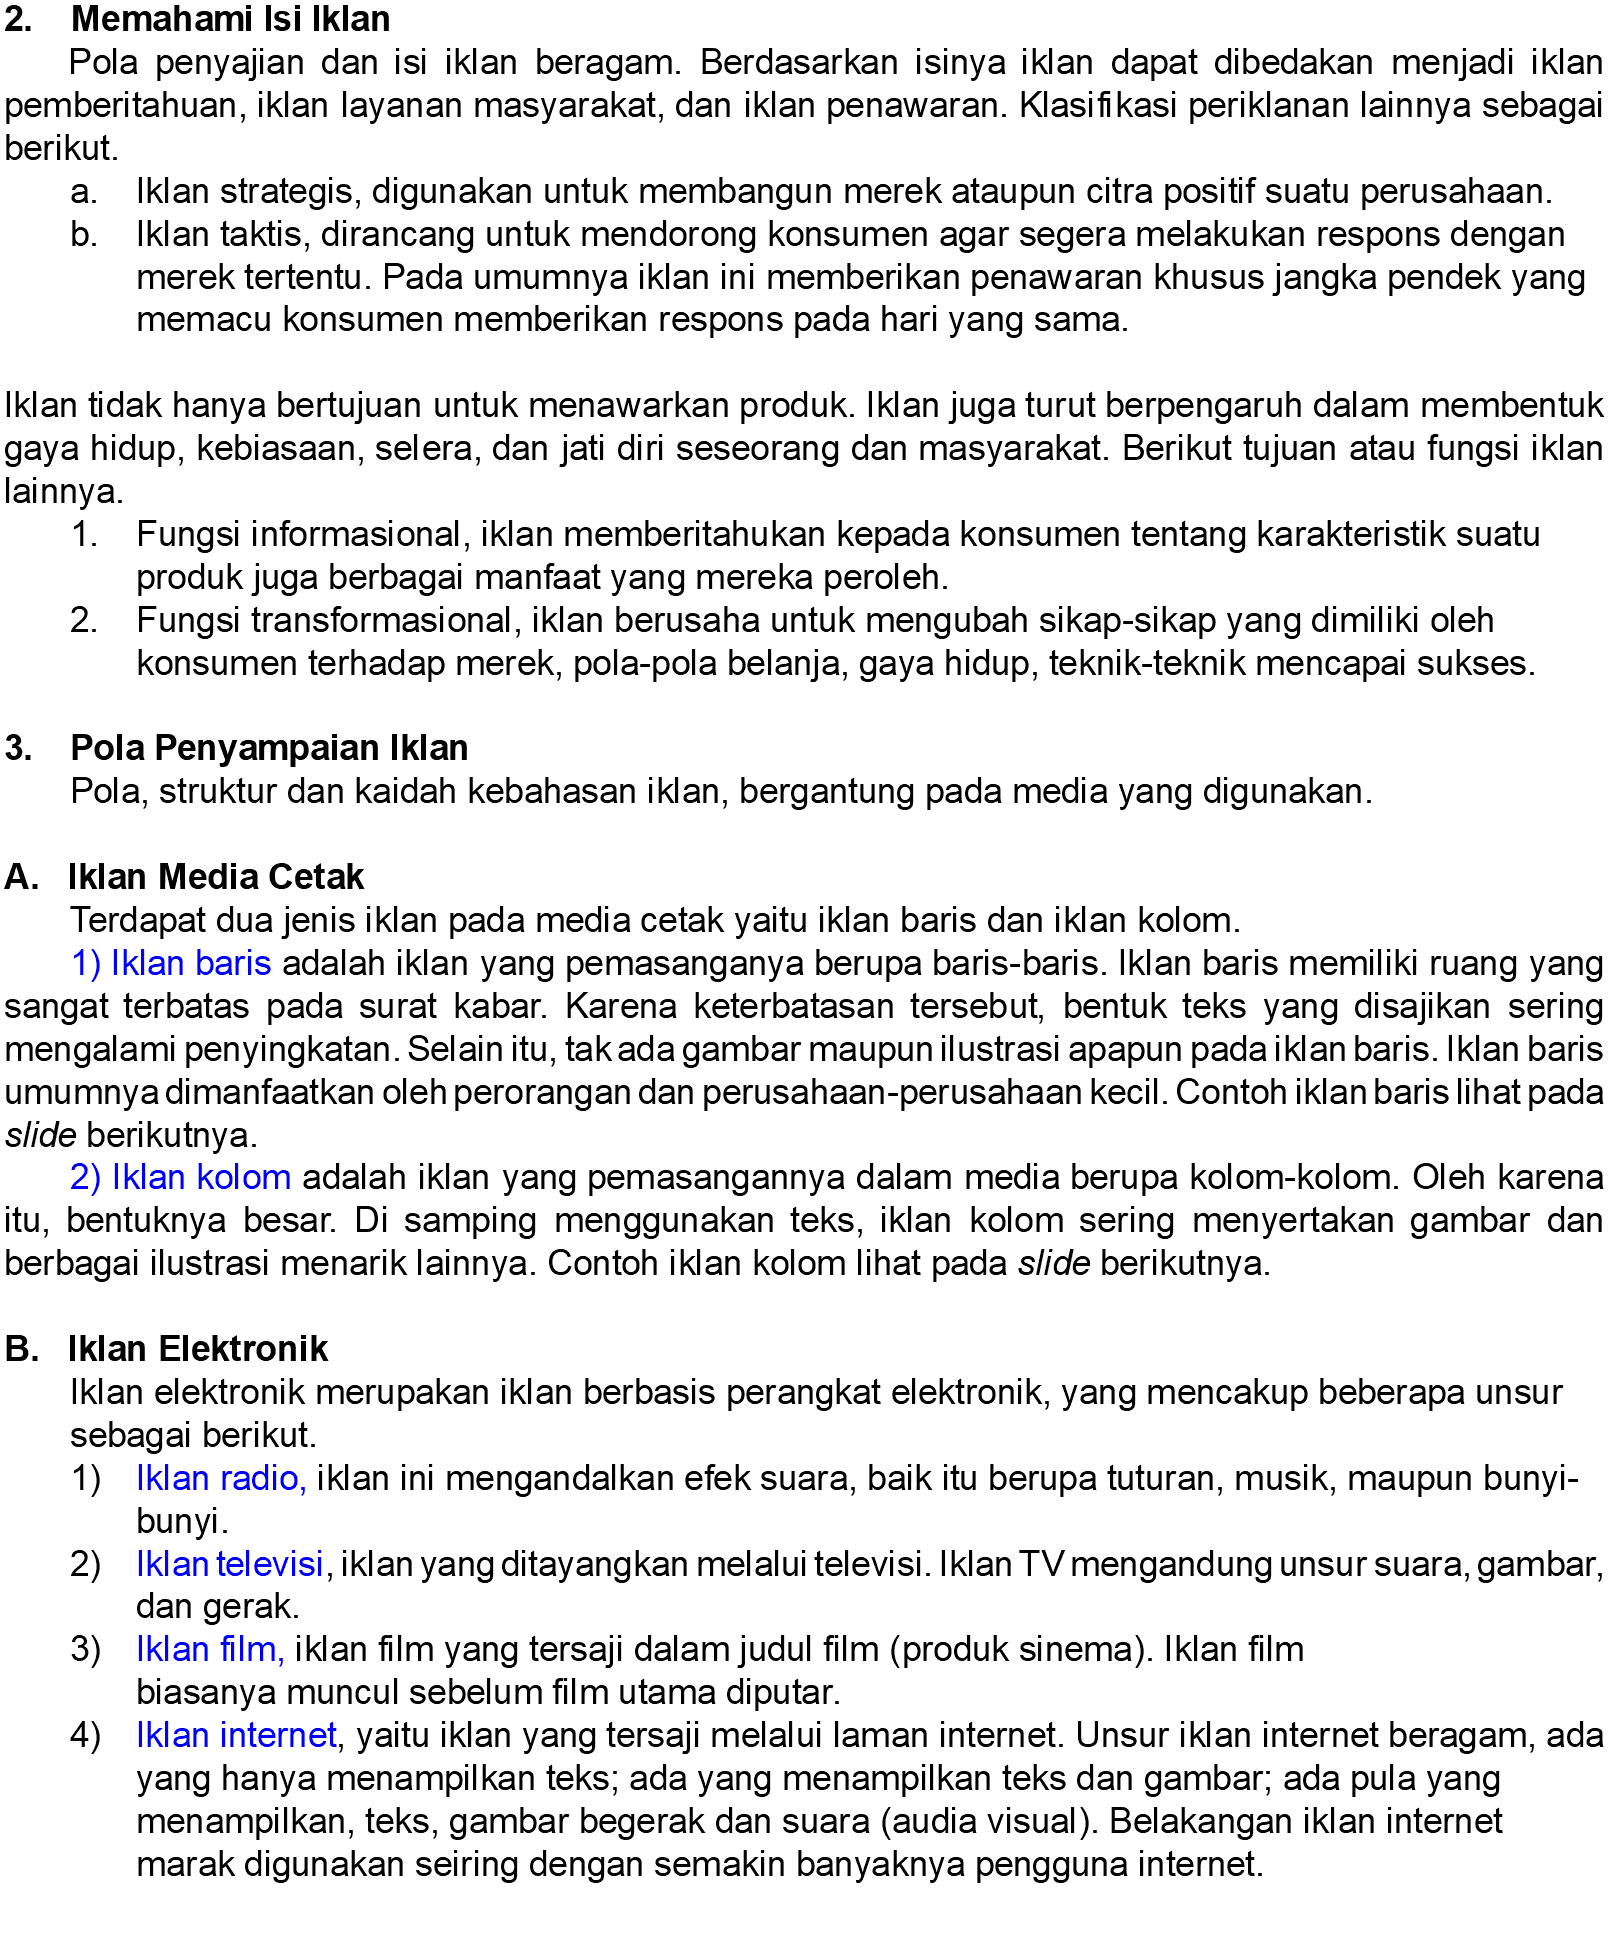 2. Memahami Isi Iklan
Pola penyajian dan isi iklan beragam. Berdasarkan isinya iklan dapat dibedakan menjadi iklan
pemberitahuan, iklan layanan masyarakat, dan iklan penawaran. Klasifikasi periklanan lainnya sebagai
berikut.
a. Iklan strategis, digunakan untuk membangun merek ataupun citra positif suatu perusahaan.
b. Iklan taktis, dirancang untuk mendorong konsumen agar segera melakukan respons dengan
merek tertentu. Pada umumnya iklan ini memberikan penawaran khusus jangka pendek yang
memacu konsumen memberikan respons pada hari yang sama.
Iklan tidak hanya bertujuan untuk menawarkan produk. Iklan juga turut berpengaruh dalam membentuk
gaya hidup, kebiasaan, selera, dan jati diri seseorang dan masyarakat. Berikut tujuan atau fungsi iklan
lainnya.
1. Fungsi informasional, iklan memberitahukan kepada konsumen tentang karakteristik suatu
produk juga berbagai manfaat yang mereka peroleh.
2. Fungsi transformasional, iklan berusaha untuk mengubah sikap-sikap yang dimiliki oleh
konsumen terhadap merek, pola-pola belanja, gaya hidup, teknik-teknik mencapai sukses.
3. Pola Penyampaian Iklan
Pola, struktur dan kaidah kebahasan iklan, bergantung pada media yang digunakan.
A. Iklan Media Cetak
Terdapat dua jenis iklan pada media cetak yaitu iklan baris dan iklan kolom.
1) Iklan baris adalah iklan yang pemasanganya berupa baris-baris. Iklan baris memiliki ruang yang
sangat terbatas pada surat kabar. Karena keterbatasan tersebut, bentuk teks yang disajikan sering
mengalami penyingkatan. Selain itu, tak ada gambar maupun ilustrasi apapun pada iklan baris. Iklan baris
umumnya dimanfaatkan oleh perorangan dan perusahaan-perusahaan kecil. Contoh iklan baris lihat pada
slide berikutnya.
2) Iklan kolom adalah iklan yang pemasangannya dalam media berupa kolom-kolom. Oleh karena
itu, bentuknya besar. Di samping menggunakan teks, iklan kolom sering menyertakan gambar dan
berbagai ilustrasi menarik lainnya. Contoh iklan kolom lihat pada slide berikutnya.
B. Iklan Elektronik
Iklan elektronik merupakan iklan berbasis perangkat elektronik, yang mencakup beberapa unsur
sebagai berikut.
1) Iklan radio, iklan ini mengandalkan efek suara, baik itu berupa tuturan, musik, maupun bunyi-
bunyi.
2) Iklan televisi, iklan yang ditayangkan melalui televisi. Iklan TV mengandung unsur suara, gambar,
dan gerak.
3) Iklan film, iklan film yang tersaji dalam judul film (produk sinema). Iklan film
biasanya muncul sebelum film utama diputar.
4) Iklan internet, yaitu iklan yang tersaji melalui laman internet. Unsur iklan internet beragam, ada
yang hanya menampilkan teks; ada yang menampilkan teks dan gambar; ada pula yang
menampilkan, teks, gambar begerak dan suara (audia visual). Belakangan iklan internet
marak digunakan seiring dengan semakin banyaknya pengguna internet.